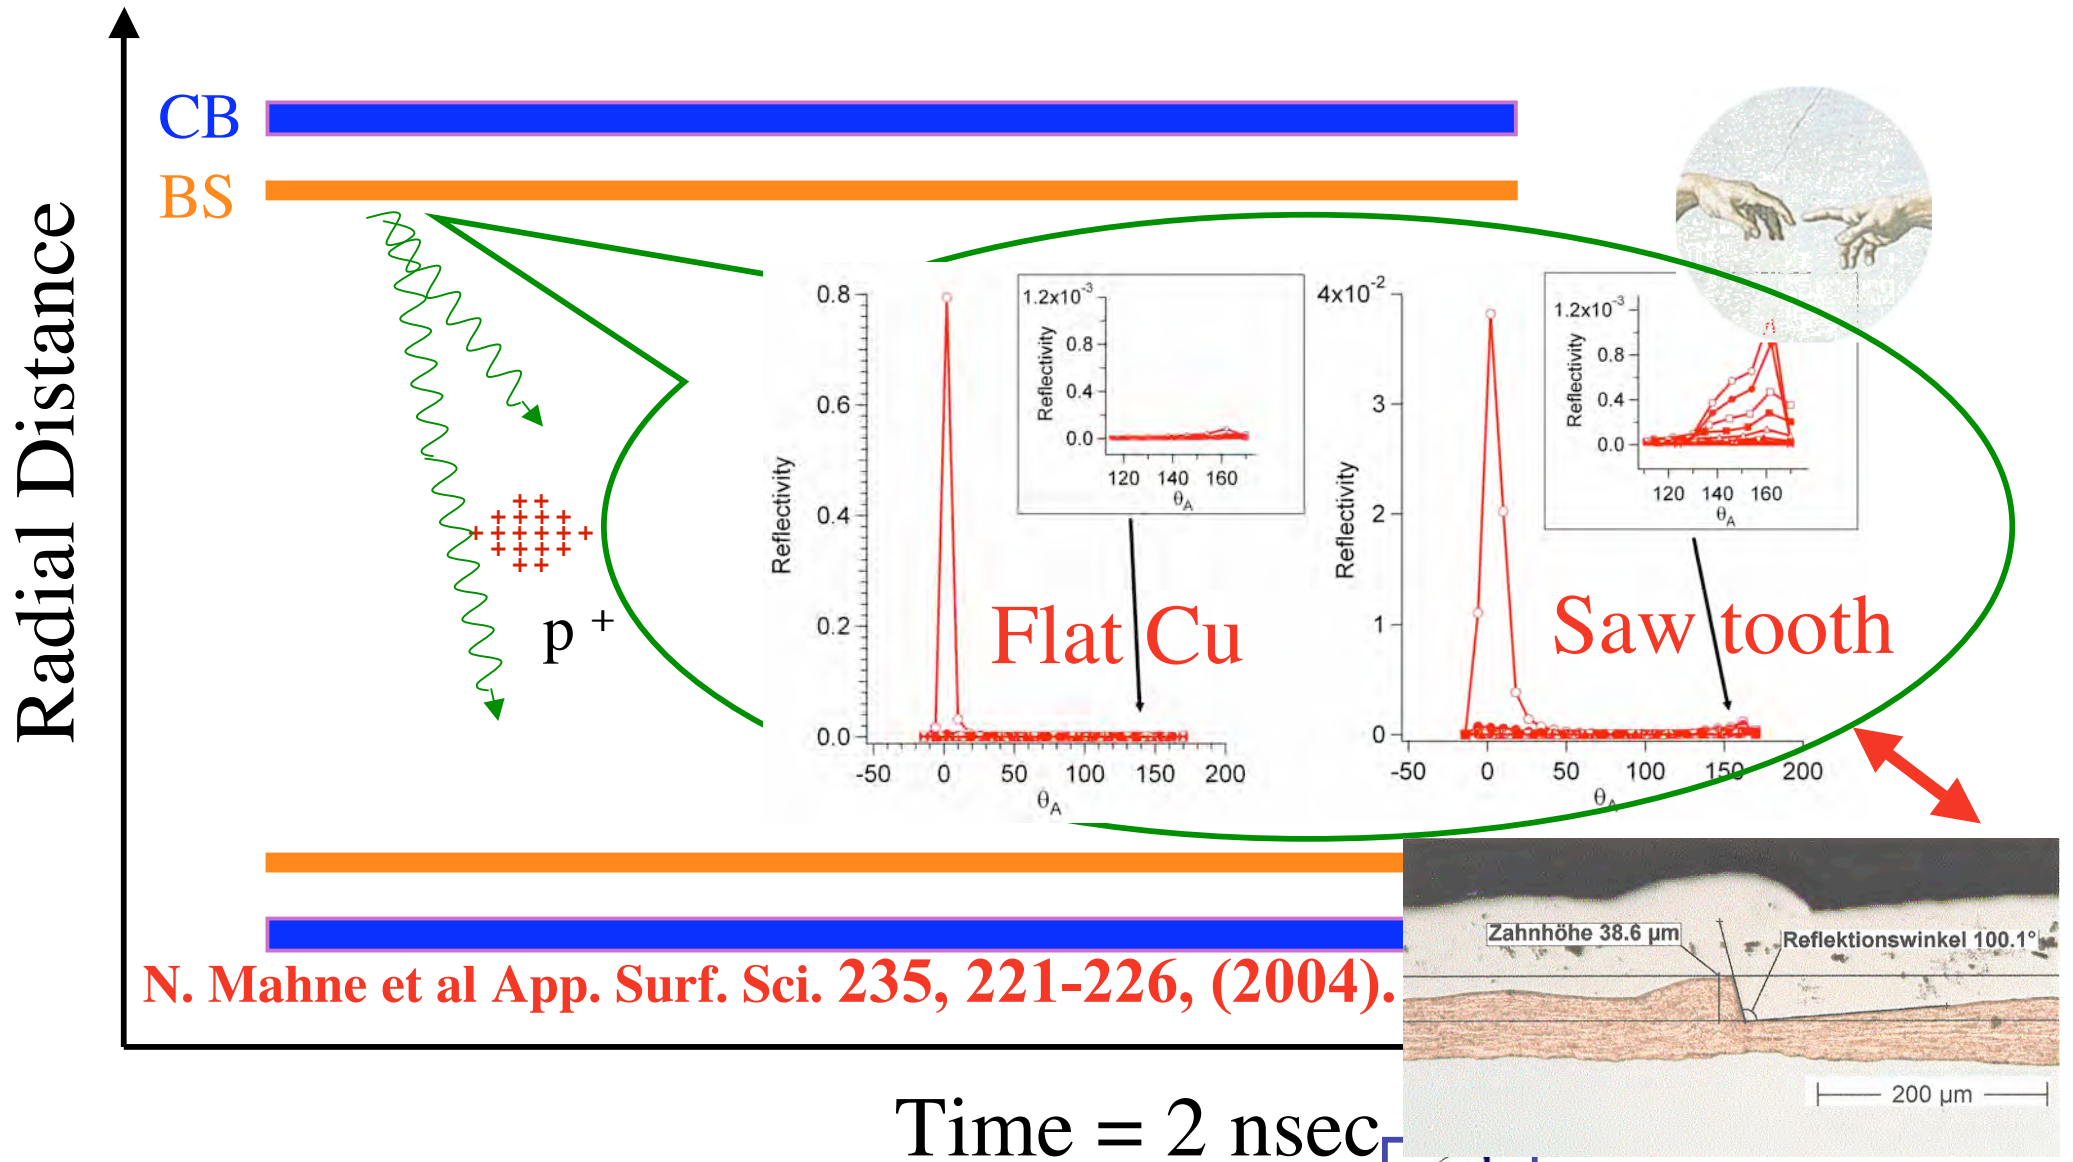 Radial Distance
CB
BS
p +
0.8
0.6
0.4
0.2
0.0
Reflectivity
-50 0 50 100 150 200
θA
1.2x10-3
0.8
0.4
0.0
Reflectivity
120 140 160
θA
Flat Cu
4x10-2
3
2
1
0
Reflectivity
-50 0 50 100 150 200
θA
1.2x10-3
0.8
0.4
0.0
Reflectivity
120 140 160
θA
Saw tooth
Zahnhöhe 38.6 µm
Reflektionswinkel 100.1°
200 µm
N. Mahne et al App. Surf. Sci. 235, 221-226, (2004).
Time = 2 nsec